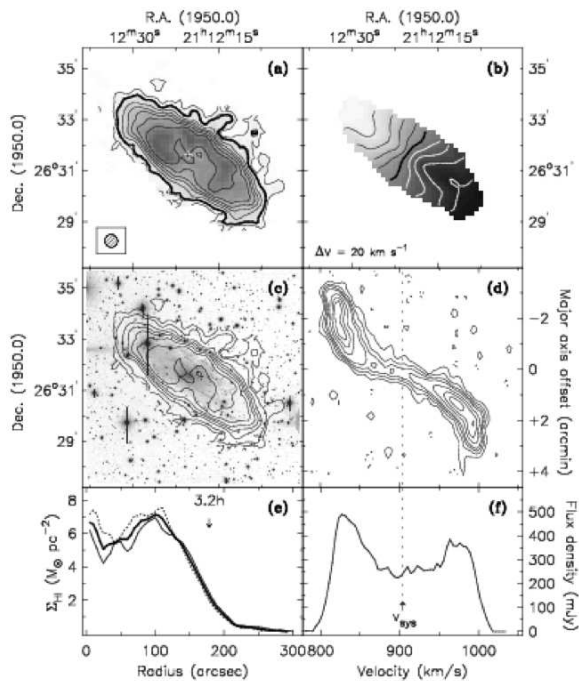 R.A. (1950.0)
12ᵐ30ˢ 21ʰ12ᵐ15ˢ
R.A. (1950.0)
12ᵐ30ˢ 21ʰ12ᵐ15ˢ
Dec. (1950.0)
35'
33'
26°31'
29'
(a)
(b)
ΔV = 20 km s⁻¹
35'
33'
26°31'
29'
Dec. (1950.0)
35'
33'
26°31'
29'
(c)
(d)
-2
0
+2
+4
Major axis offset (arcmin)
Σ_HI (M_⊙ pc⁻²)
8
6
4
2
(e)
3.2h
0 100 200 300
Radius (arcsec)
(f)
V_sys
500
400
300
200
100
0
Flux density (mJy)
800 900 1000
Velocity (km/s)